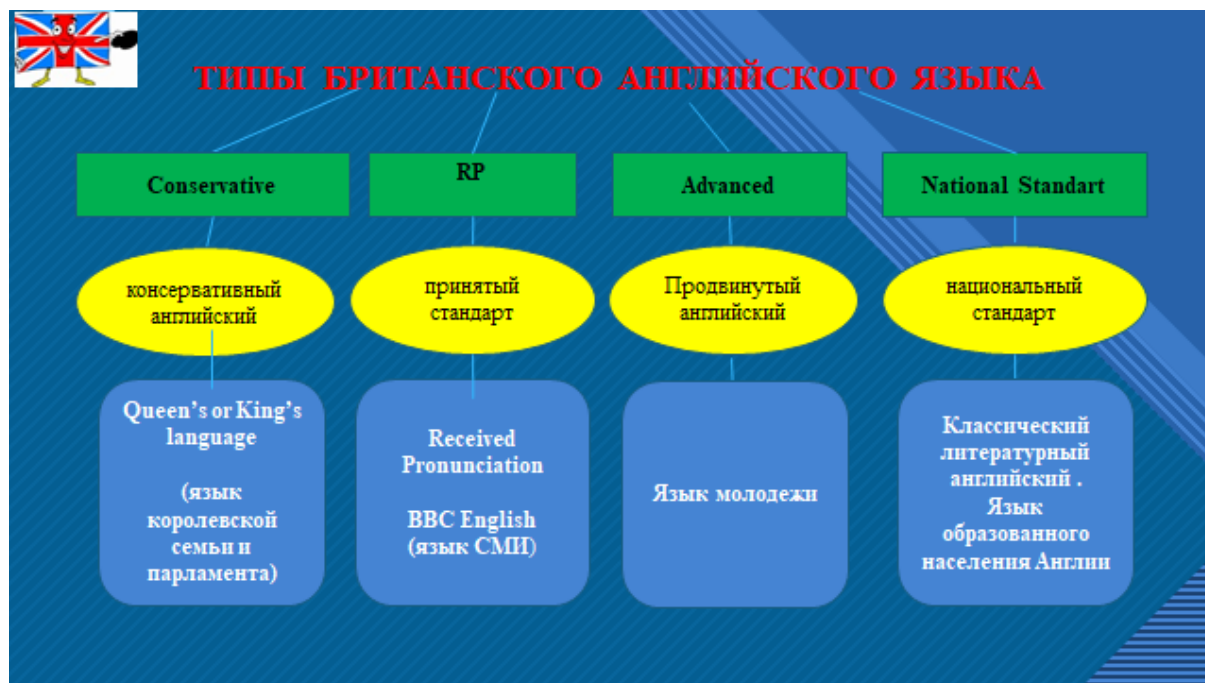 ТИПЫ БРИТАНСКОГО АНГЛИЙСКОГО ЯЗЫКА
Conservative
RP
Advanced
National Standart
консервативный
английский
принятый
стандарт
Продвинутый
английский
национальный
стандарт
Queen's or King's
language
(язык
королевской
семьи и
парламента)
Received
Pronunciation
BBC English
(язык СМИ)
Язык молодежи
Классический
литературный
английский .
Язык
образованного
населения Англии